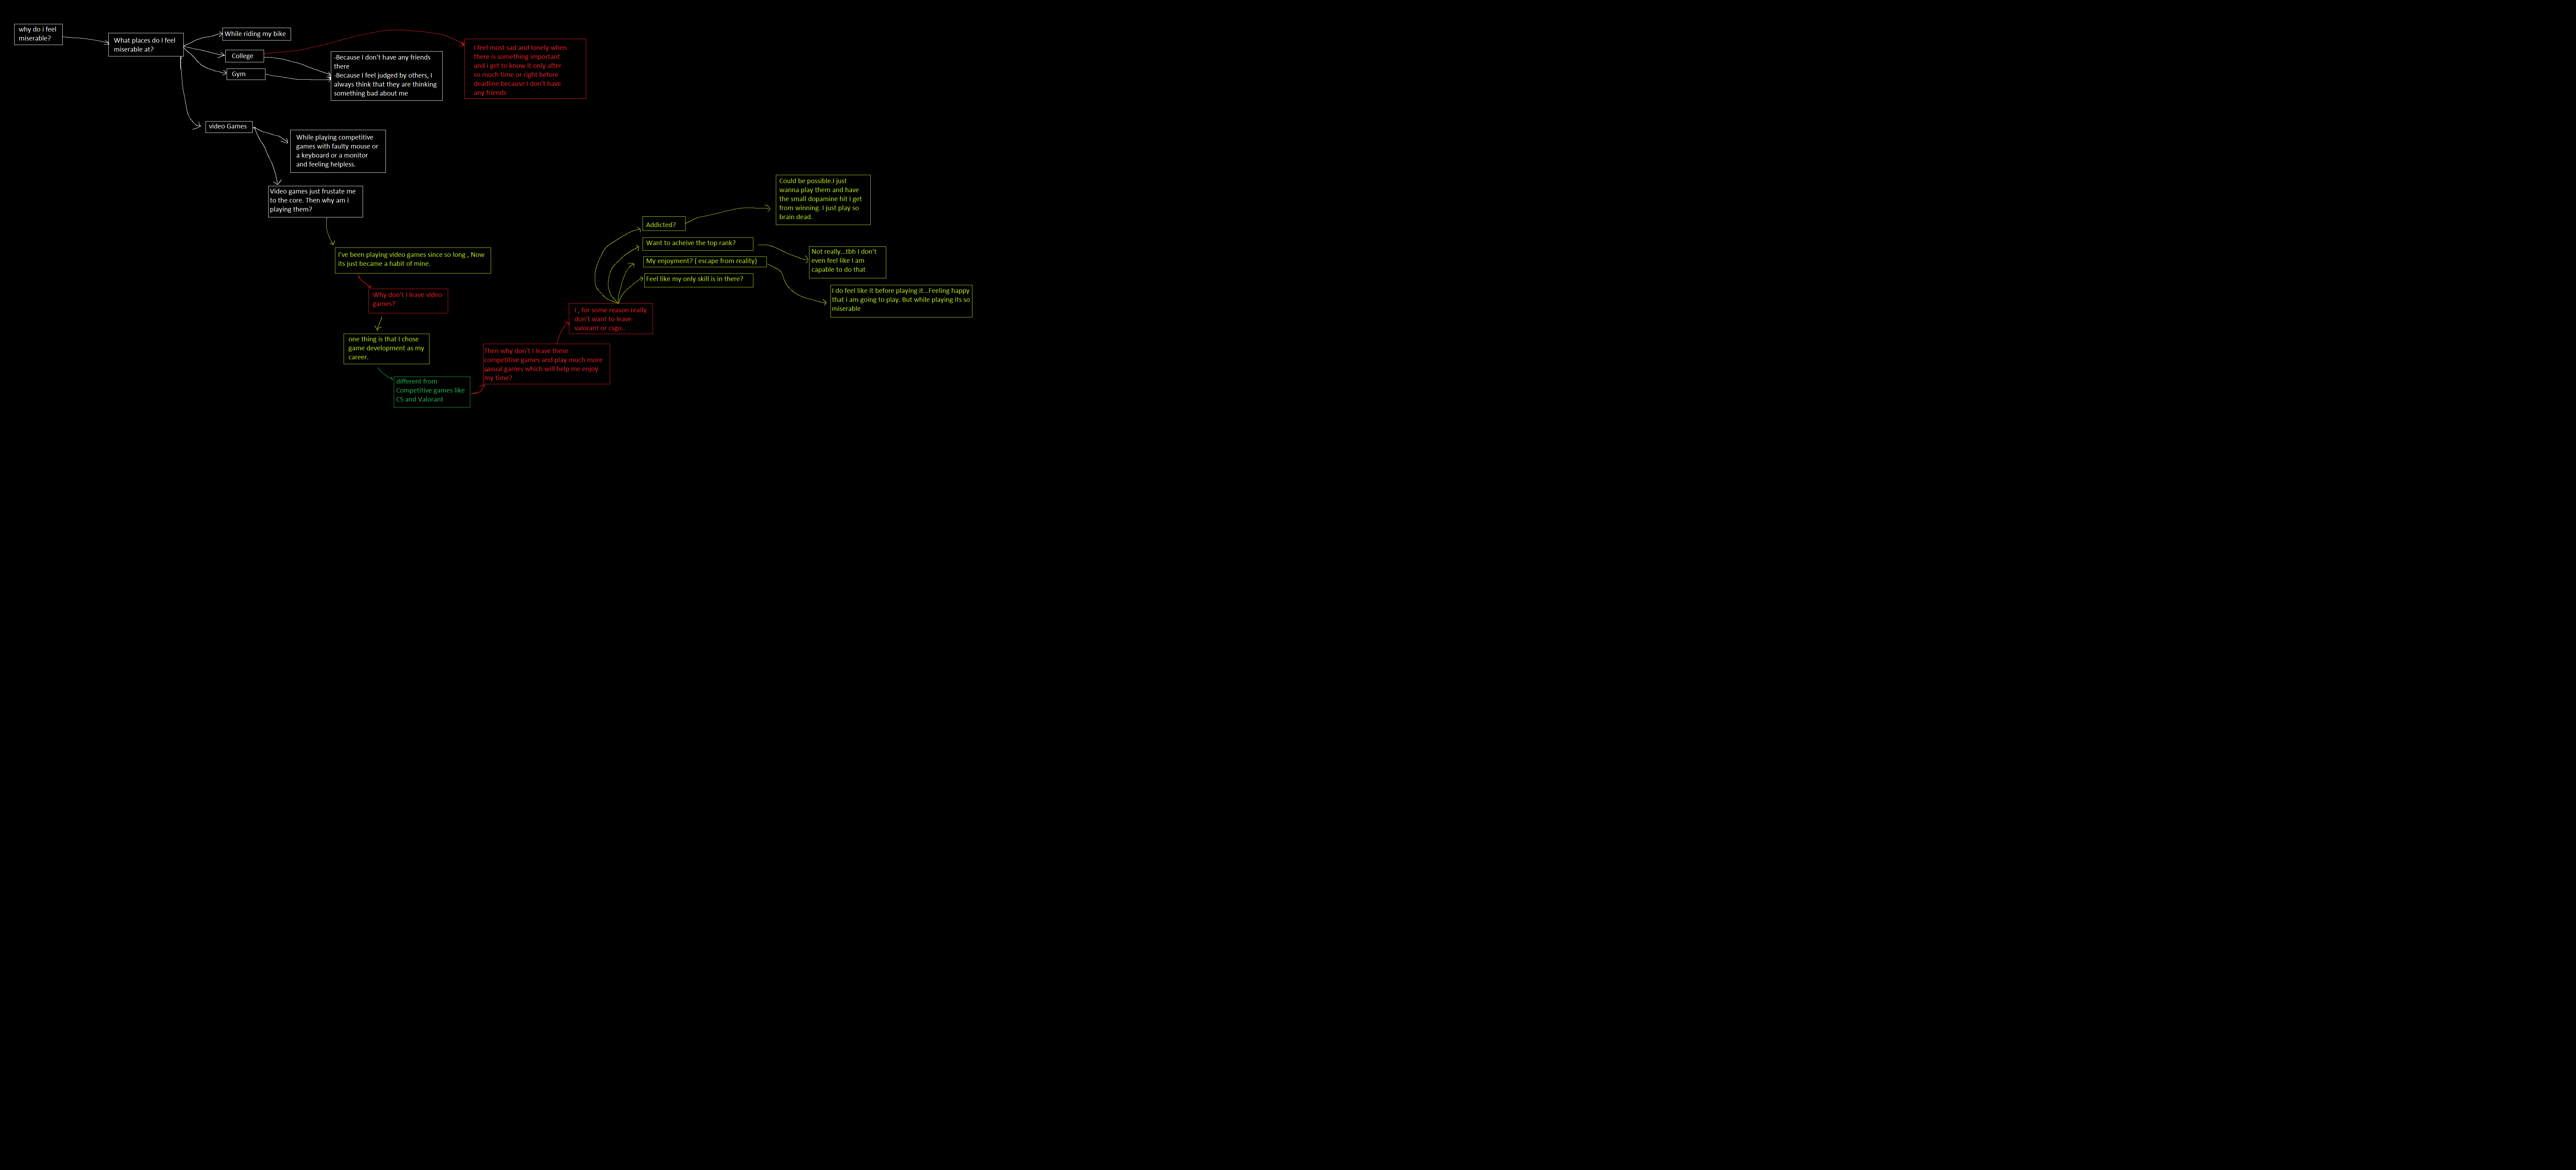 why do i feel
miserable?
What places do I feel
miserable at?
While riding my bike
College
Gym
-Because I don't have any friends
there
-Because I feel judged by others, I
always think that they are thinking
something bad about me
I feel most sad and lonely when
there is something important
and i get to know it only after
so much time or right before
deadline because I don't have
any friends
video Games
While playing competitive
games with faulty mouse or
a keyboard or a monitor
and feeling helpless.
Video games just frustate me
to the core. Then why am i
playing them?
I've been playing video games since so long , Now
its just became a habit of mine.
Why don't I leave video
games?
one thing is that I chose
game development as my
career.
different from
Competitive games like
CS and Valorant
Then why don't I leave these
competitive games and play much more
casual games which will help me enjoy
my time?
I , for some reason really
don't want to leave
valorant or csgo..
Addicted?
Could be possible.I just
wanna play them and have
the small dopamine hit I get
from winning. I just play so
brain dead.
Want to acheive the top rank?
Not really...tbh I don't
even feel like I am
capable to do that
My enjoyment? ( escape from reality)
I do feel like it before playing it...Feeling happy
that i am going to play. But while playing its so
miserable
Feel like my only skill is in there?